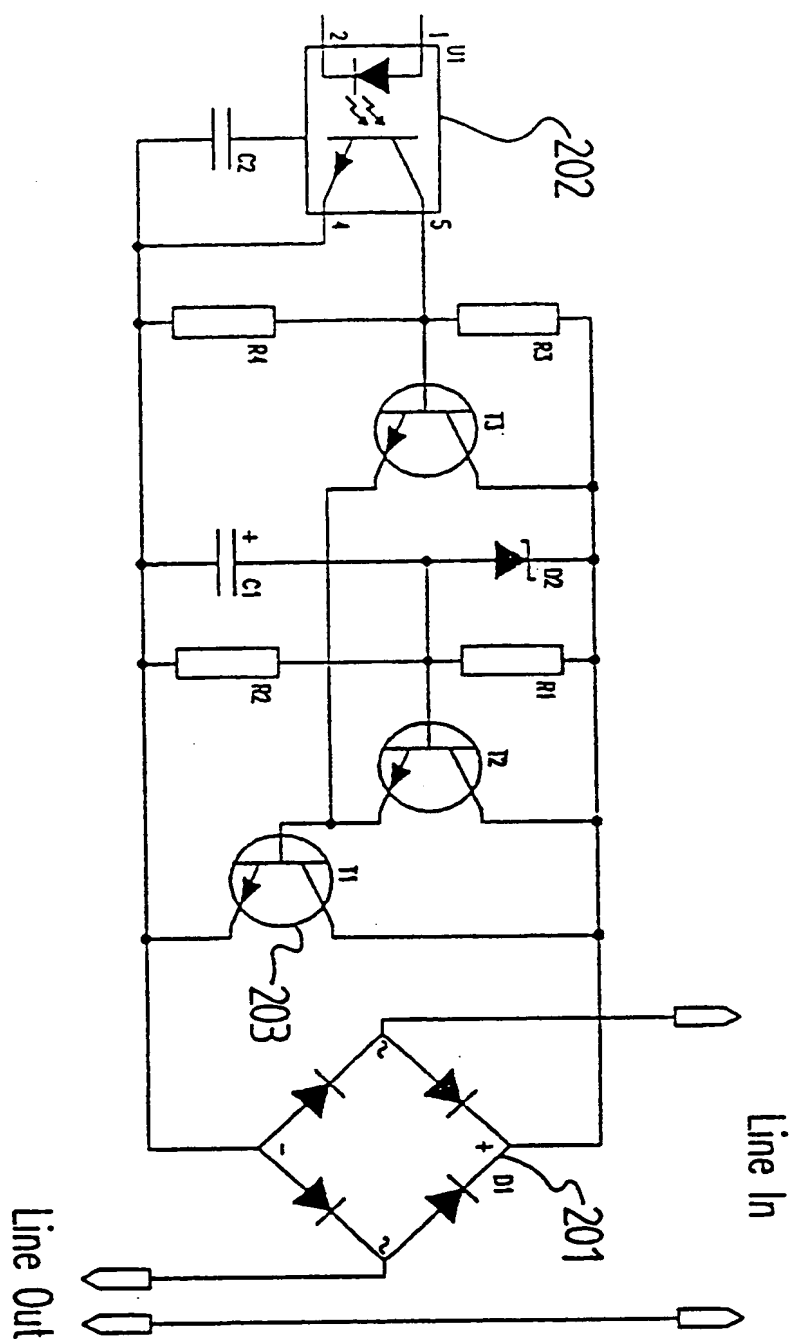 Line In
Line Out
201
D1
+
-
~
~
203
T1
T2
R1
R2
D2
C1
+
T3
R3
R4
5
4
202
U1
1
2
C2